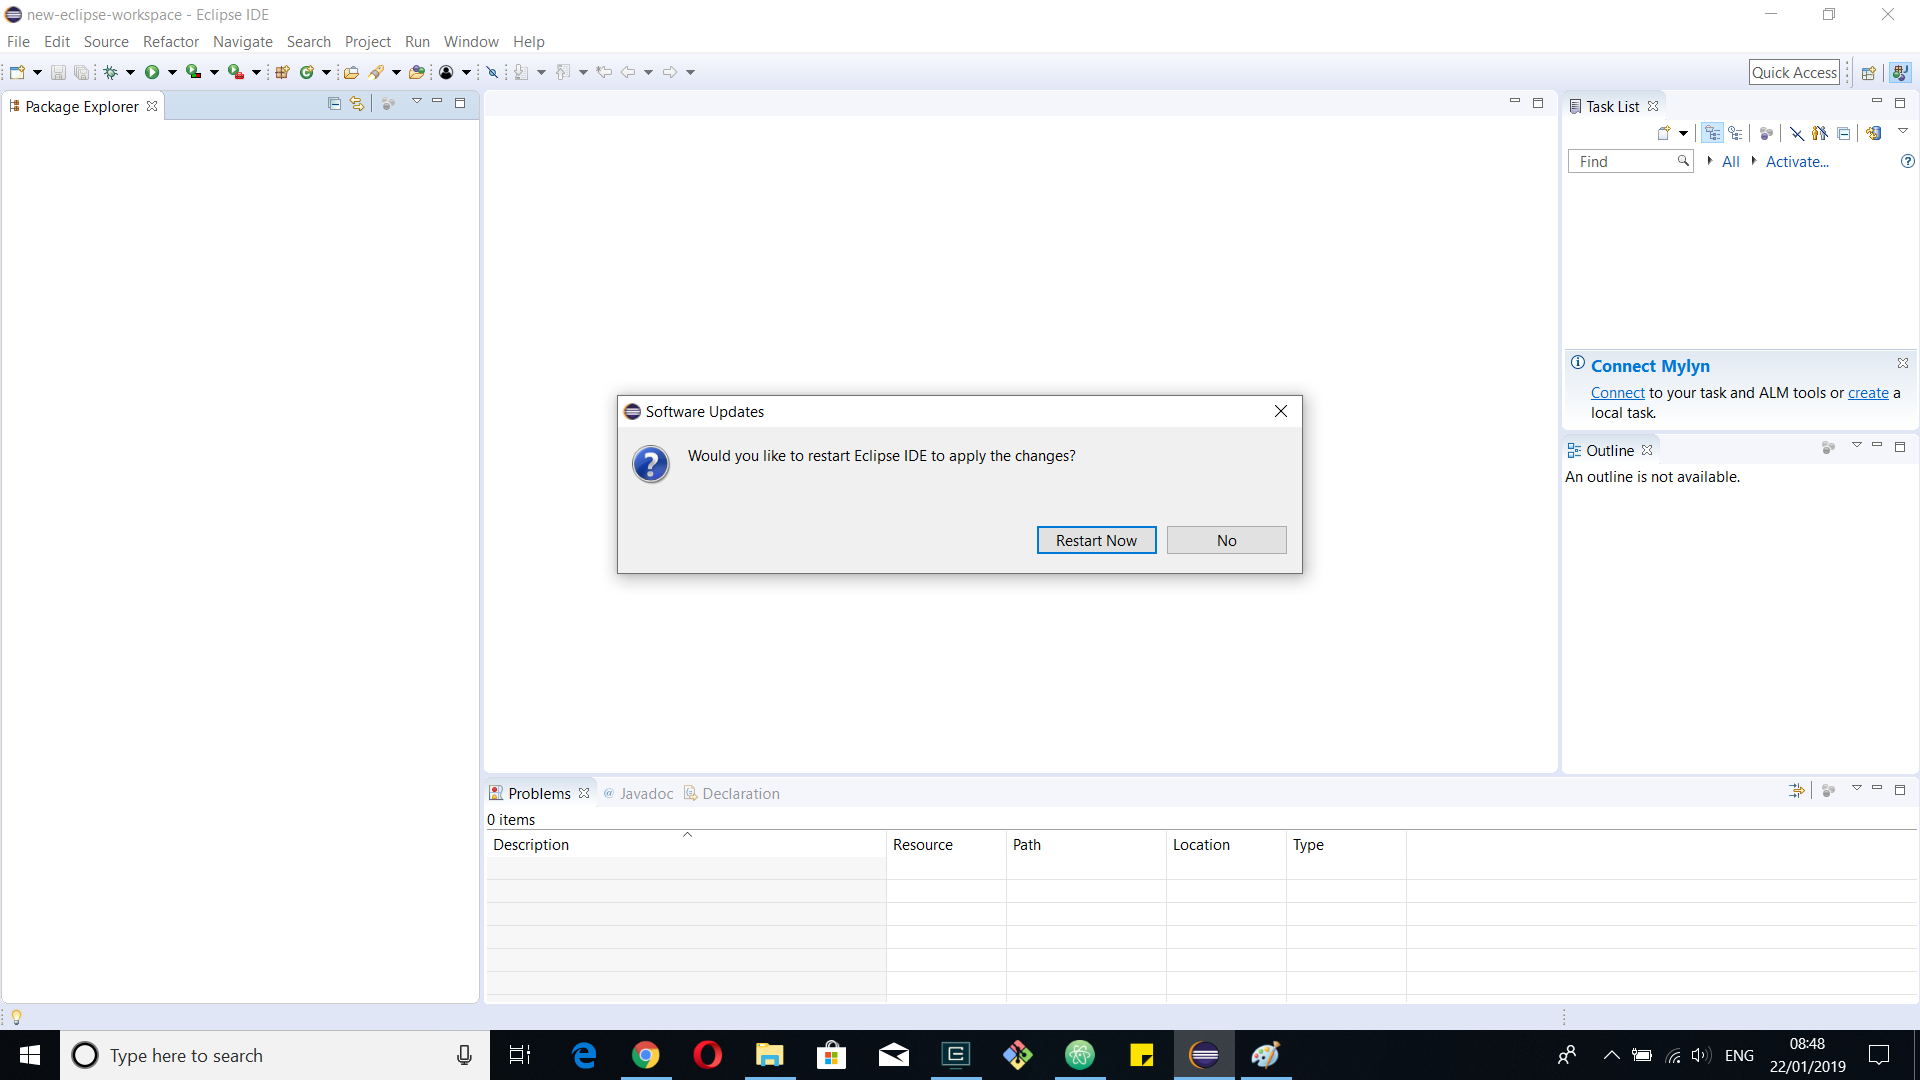 new-eclipse-workspace - Eclipse IDE
File Edit Source Refactor Navigate Search Project Run Window Help
Quick Access
Package Explorer
Task List
Find All Activate...
Connect Mylyn
Connect to your task and ALM tools or create a
local task.
Software Updates
Would you like to restart Eclipse IDE to apply the changes?
Restart Now No
Outline
An outline is not available.
Problems @ Javadoc Declaration
0 items
Description Resource Path Location Type
Type here to search
ENG
08:48
22/01/2019